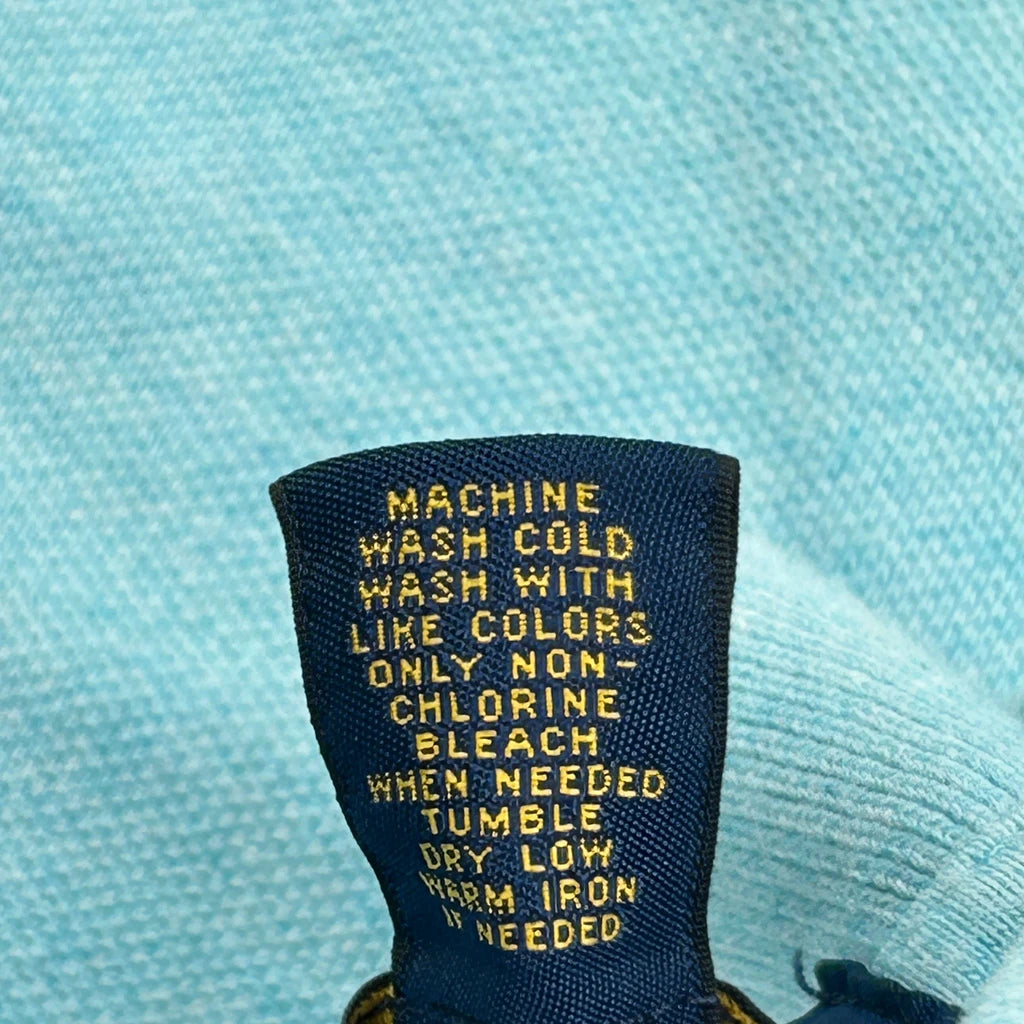 MACHINE
WASH COLD
WASH WITH
LIKE COLORS
ONLY NON-
CHLORINE
BLEACH
WHEN NEEDED
TUMBLE
DRY LOW
WARM IRON
IF NEEDED